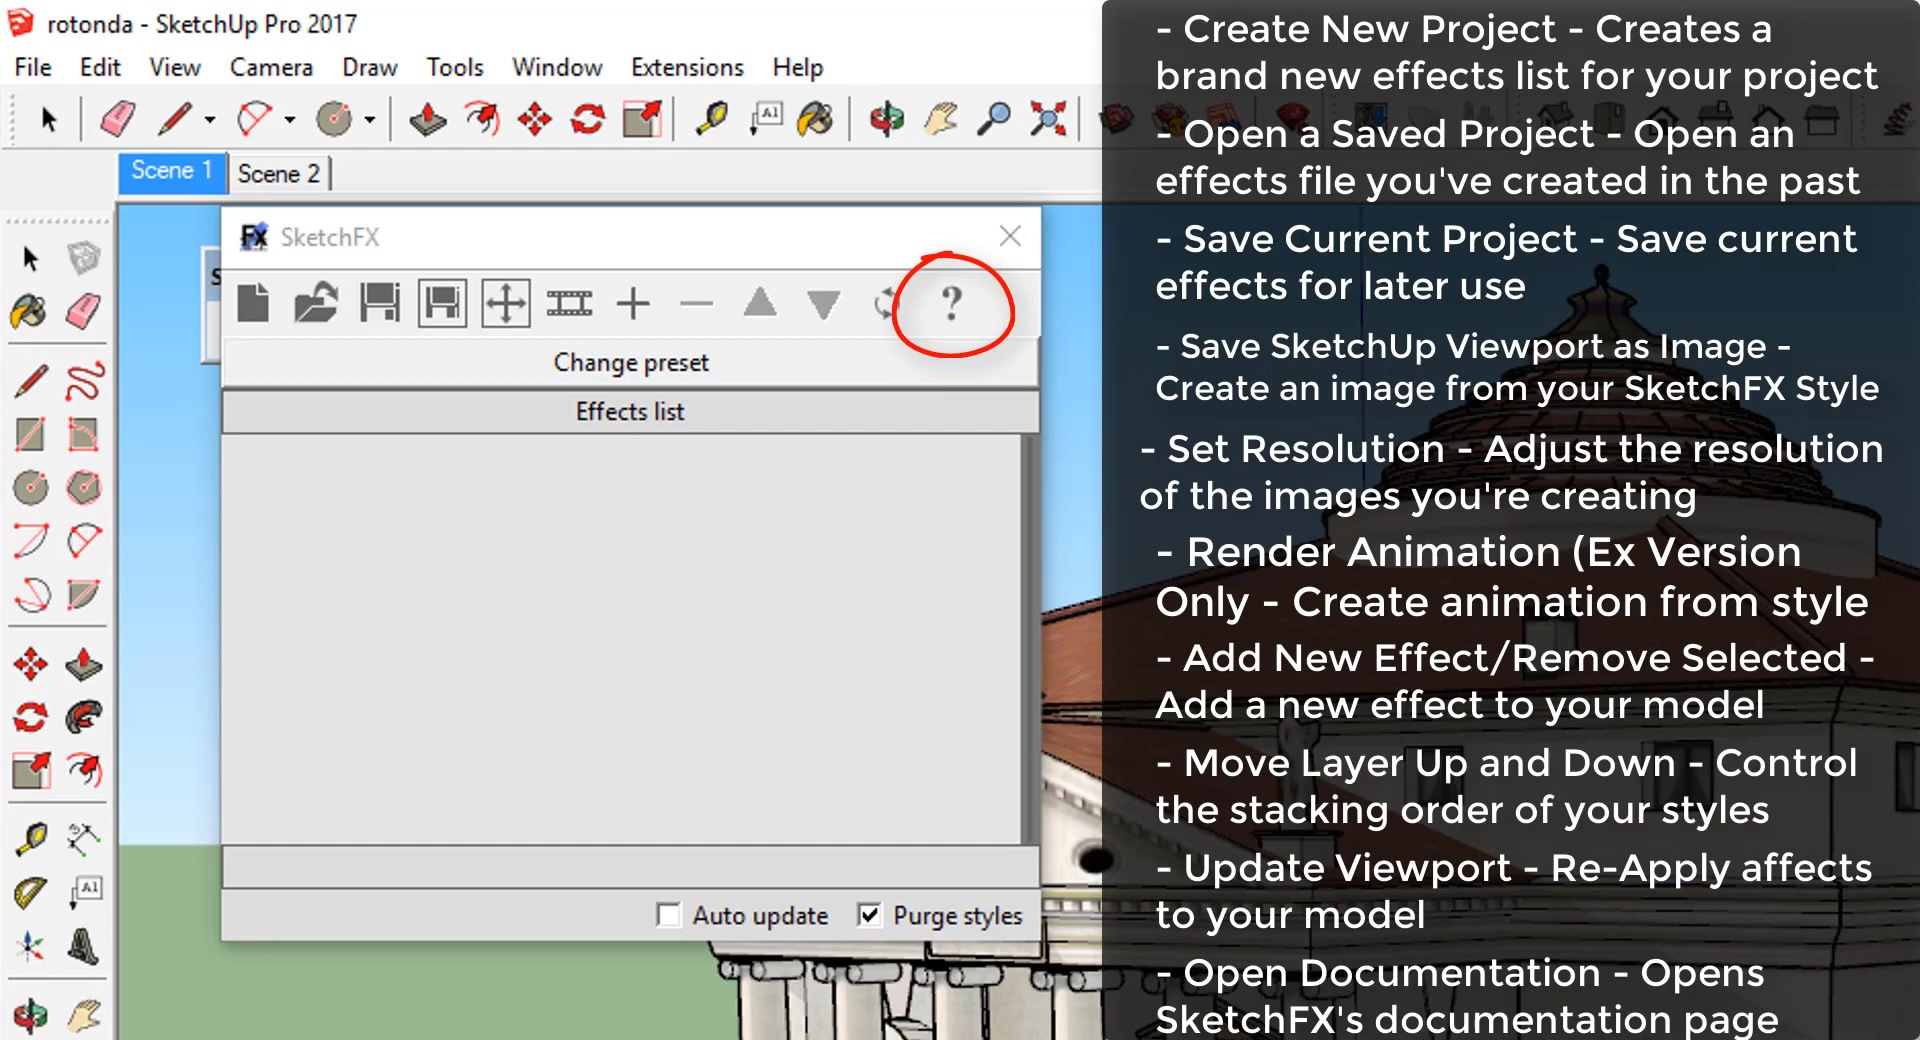 rotonda - SketchUp Pro 2017
File Edit View Camera Draw Tools Window Extensions Help
A1
Scene 1 Scene 2
S
Fx SketchFX
?
Change preset
Effects list
A1
Auto update Purge styles
- Create New Project - Creates a
brand new effects list for your project
- Open a Saved Project - Open an
effects file you've created in the past
- Save Current Project - Save current
effects for later use
- Save SketchUp Viewport as Image -
Create an image from your SketchFX Style
- Set Resolution - Adjust the resolution
of the images you're creating
- Render Animation (Ex Version
Only - Create animation from style
- Add New Effect/Remove Selected -
Add a new effect to your model
- Move Layer Up and Down - Control
the stacking order of your styles
- Update Viewport - Re-Apply affects
to your model
- Open Documentation - Opens
SketchFX's documentation page